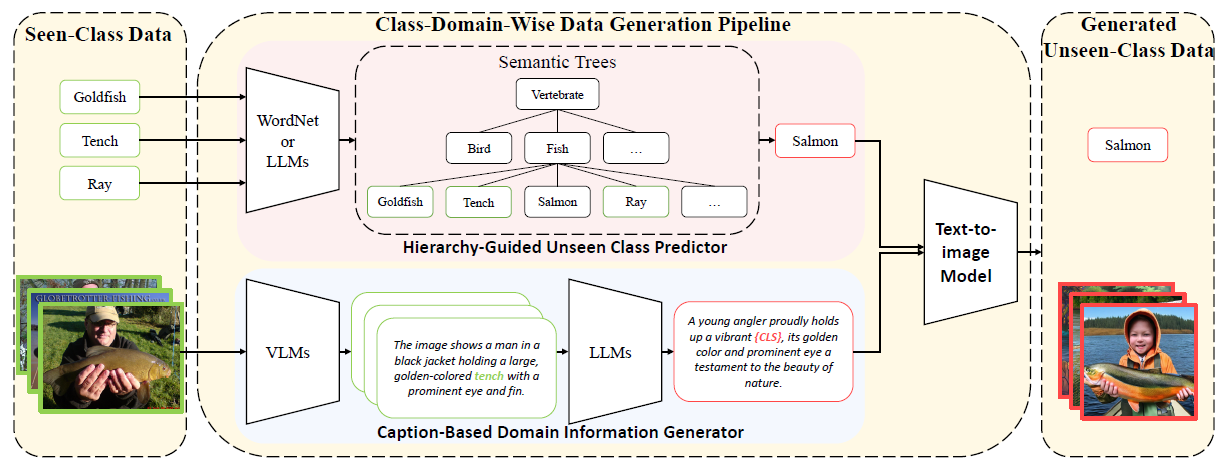 Seen-Class Data
Goldfish
Tench
Ray
Class-Domain-Wise Data Generation Pipeline
WordNet
or
LLMs
Semantic Trees
Vertebrate
Bird
Fish
...
Goldfish
Tench
Salmon
Ray
...
Hierarchy-Guided Unseen Class Predictor
Salmon
GLOBETROTTERFISHING....
VLMs
The image shows a man in a
black jacket holding a large,
golden-colored tench with a
prominent eye and fin.
LLMs
A young angler proudly holds
up a vibrant {CLS}, its golden
color and prominent eye a
testament to the beauty of
nature.
Caption-Based Domain Information Generator
Text-to-
image
Model
Generated
Unseen-Class Data
Salmon